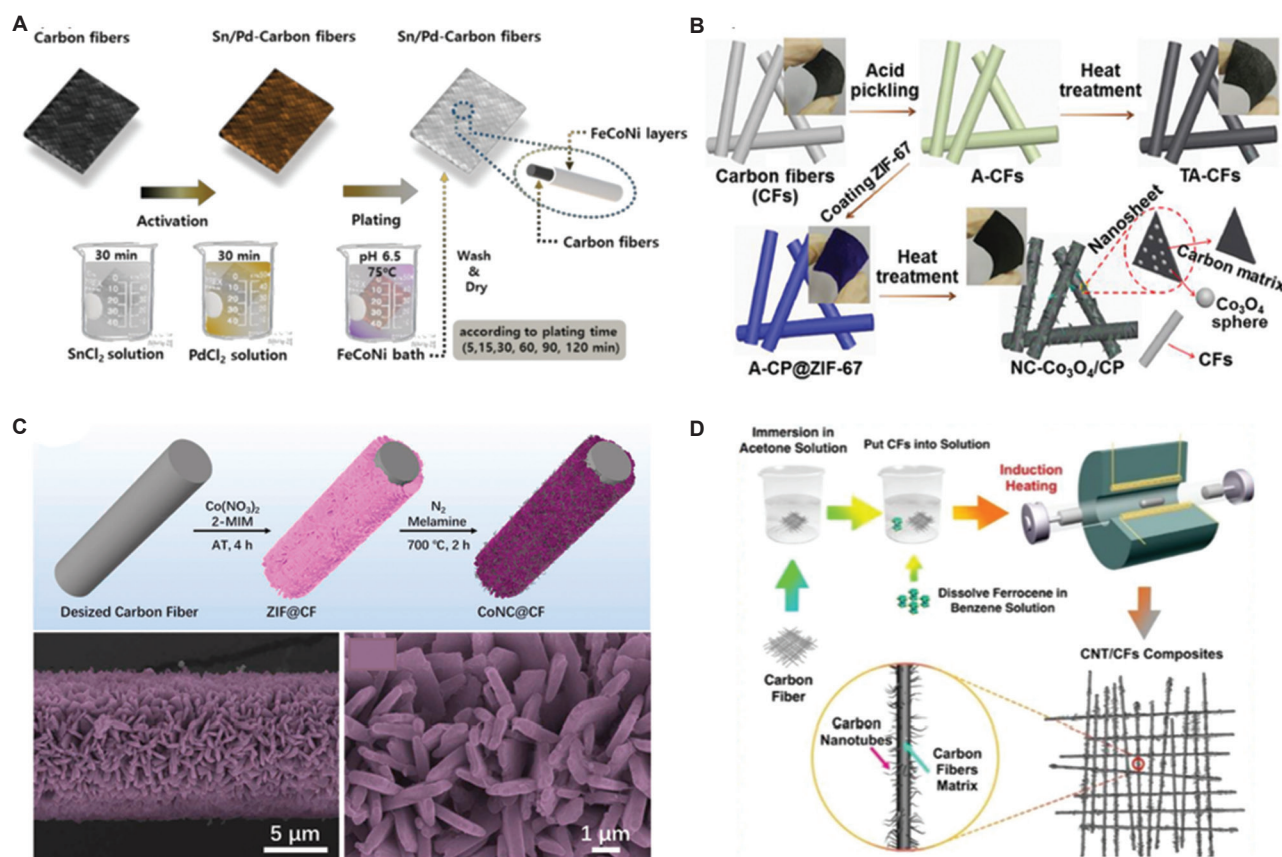 A
Carbon fibers
Sn/Pd-Carbon fibers
Sn/Pd-Carbon fibers
FeCoNi layers
Carbon fibers
Activation
Plating
30 min
30 min
pH 6.5
75°C
Wash
&
Dry
according to plating time
(5,15,30, 60, 90, 120 min)
SnCl₂ solution
PdCl₂ solution
FeCoNi bath
B
Acid
pickling
Heat
treatment
Carbon fibers
(CFs)
A-CFs
TA-CFs
Coating ZIF-67
Heat
treatment
Nanosheet
Carbon matrix
Co₃O₄
sphere
CFs
A-CP@ZIF-67
NC-Co₃O₄/CP
C
Co(NO₃)₂
2-MIM
AT, 4 h
N₂
Melamine
700 °C, 2 h
Desized Carbon Fiber
ZIF@CF
CoNC@CF
5 μm
1 μm
D
Immersion in
Acetone Solution
Put CFs into Solution
Induction
Heating
Dissolve Ferrocene in
Benzene Solution
Carbon
Fiber
CNT/CFs Composites
Carbon
Nanotubes
Carbon
Fibers
Matrix